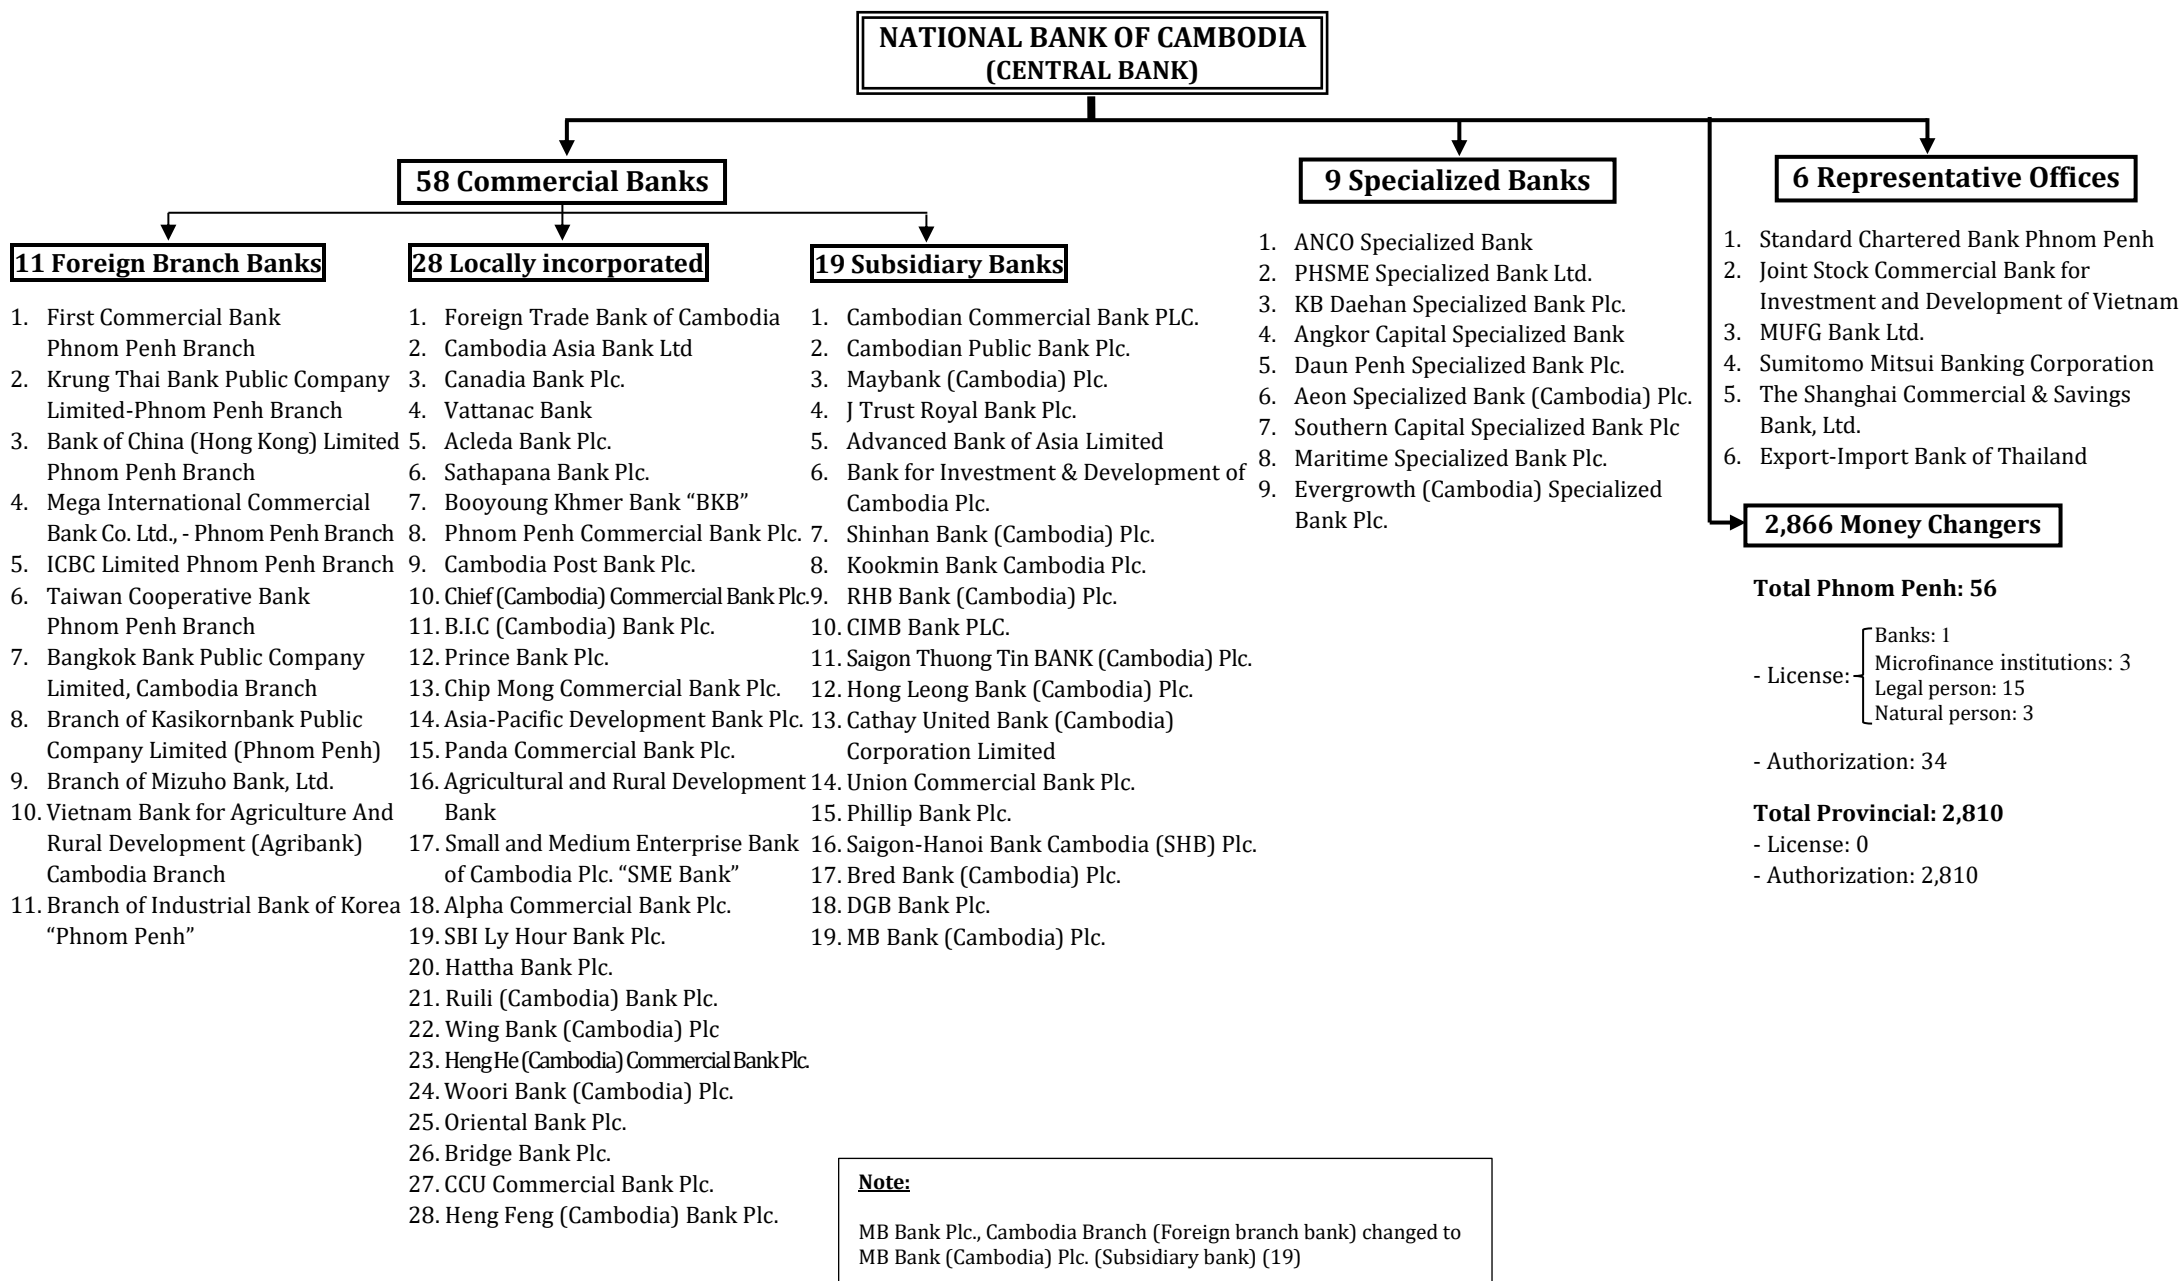 NATIONAL BANK OF CAMBODIA
(CENTRAL BANK)
58 Commercial Banks
11 Foreign Branch Banks
1. First Commercial Bank
Phnom Penh Branch
2. Krung Thai Bank Public Company
Limited-Phnom Penh Branch
3. Bank of China (Hong Kong) Limited
Phnom Penh Branch
4. Mega International Commercial
Bank Co. Ltd., - Phnom Penh Branch
5. ICBC Limited Phnom Penh Branch
6. Taiwan Cooperative Bank
Phnom Penh Branch
7. Bangkok Bank Public Company
Limited, Cambodia Branch
8. Branch of Kasikornbank Public
Company Limited (Phnom Penh)
9. Branch of Mizuho Bank, Ltd.
10. Vietnam Bank for Agriculture And
Rural Development (Agribank)
Cambodia Branch
11. Branch of Industrial Bank of Korea
“Phnom Penh”
28 Locally incorporated
1. Foreign Trade Bank of Cambodia
2. Cambodia Asia Bank Ltd
3. Canadia Bank Plc.
4. Vattanac Bank
5. Acleda Bank Plc.
6. Sathapana Bank Plc.
7. Booyoung Khmer Bank “BKB”
8. Phnom Penh Commercial Bank Plc.
9. Cambodia Post Bank Plc.
10. Chief (Cambodia) Commercial Bank Plc.
11. B.I.C (Cambodia) Bank Plc.
12. Prince Bank Plc.
13. Chip Mong Commercial Bank Plc.
14. Asia-Pacific Development Bank Plc.
15. Panda Commercial Bank Plc.
16. Agricultural and Rural Development
Bank
17. Small and Medium Enterprise Bank
of Cambodia Plc. “SME Bank”
18. Alpha Commercial Bank Plc.
19. SBI Ly Hour Bank Plc.
20. Hattha Bank Plc.
21. Ruili (Cambodia) Bank Plc.
22. Wing Bank (Cambodia) Plc
23. Heng He (Cambodia) Commercial Bank Plc.
24. Woori Bank (Cambodia) Plc.
25. Oriental Bank Plc.
26. Bridge Bank Plc.
27. CCU Commercial Bank Plc.
28. Heng Feng (Cambodia) Bank Plc.
19 Subsidiary Banks
1. Cambodian Commercial Bank PLC.
2. Cambodian Public Bank Plc.
3. Maybank (Cambodia) Plc.
4. J Trust Royal Bank Plc.
5. Advanced Bank of Asia Limited
6. Bank for Investment & Development of
Cambodia Plc.
7. Shinhan Bank (Cambodia) Plc.
8. Kookmin Bank Cambodia Plc.
9. RHB Bank (Cambodia) Plc.
10. CIMB Bank PLC.
11. Saigon Thuong Tin BANK (Cambodia) Plc.
12. Hong Leong Bank (Cambodia) Plc.
13. Cathay United Bank (Cambodia)
Corporation Limited
14. Union Commercial Bank Plc.
15. Phillip Bank Plc.
16. Saigon-Hanoi Bank Cambodia (SHB) Plc.
17. Bred Bank (Cambodia) Plc.
18. DGB Bank Plc.
19. MB Bank (Cambodia) Plc.
9 Specialized Banks
1. ANCO Specialized Bank
2. PHSME Specialized Bank Ltd.
3. KB Daehan Specialized Bank Plc.
4. Angkor Capital Specialized Bank
5. Daun Penh Specialized Bank Plc.
6. Aeon Specialized Bank (Cambodia) Plc.
7. Southern Capital Specialized Bank Plc
8. Maritime Specialized Bank Plc.
9. Evergrowth (Cambodia) Specialized
Bank Plc.
6 Representative Offices
1. Standard Chartered Bank Phnom Penh
2. Joint Stock Commercial Bank for
Investment and Development of Vietnam
3. MUFG Bank Ltd.
4. Sumitomo Mitsui Banking Corporation
5. The Shanghai Commercial & Savings
Bank, Ltd.
6. Export-Import Bank of Thailand
2,866 Money Changers
Total Phnom Penh: 56
- License:
Banks: 1
Microfinance institutions: 3
Legal person: 15
Natural person: 3
- Authorization: 34
Total Provincial: 2,810
- License: 0
- Authorization: 2,810
Note:
MB Bank Plc., Cambodia Branch (Foreign branch bank) changed to
MB Bank (Cambodia) Plc. (Subsidiary bank) (19)